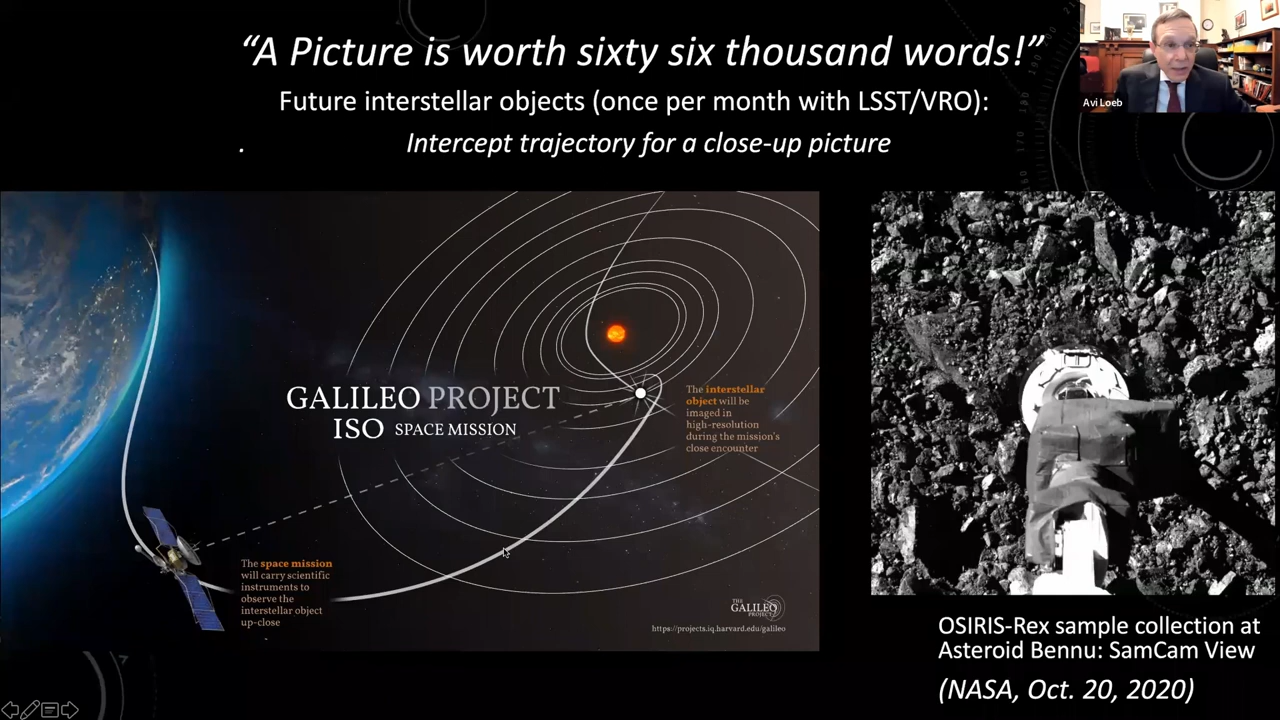 “A Picture is worth sixty six thousand words!”
Future interstellar objects (once per month with LSST/VRO):
. Intercept trajectory for a close-up picture
Avi Loeb
GALILEO PROJECT
ISO SPACE MISSION
The interstellar
object will be
imaged in
high-resolution
during the mission's
close encounter
The space mission
will carry scientific
instruments to
observe the
interstellar object
up-close
THE
GALILEO
PROJECT
https://projects.iq.harvard.edu/galileo
OSIRIS-Rex sample collection at
Asteroid Bennu: SamCam View
(NASA, Oct. 20, 2020)